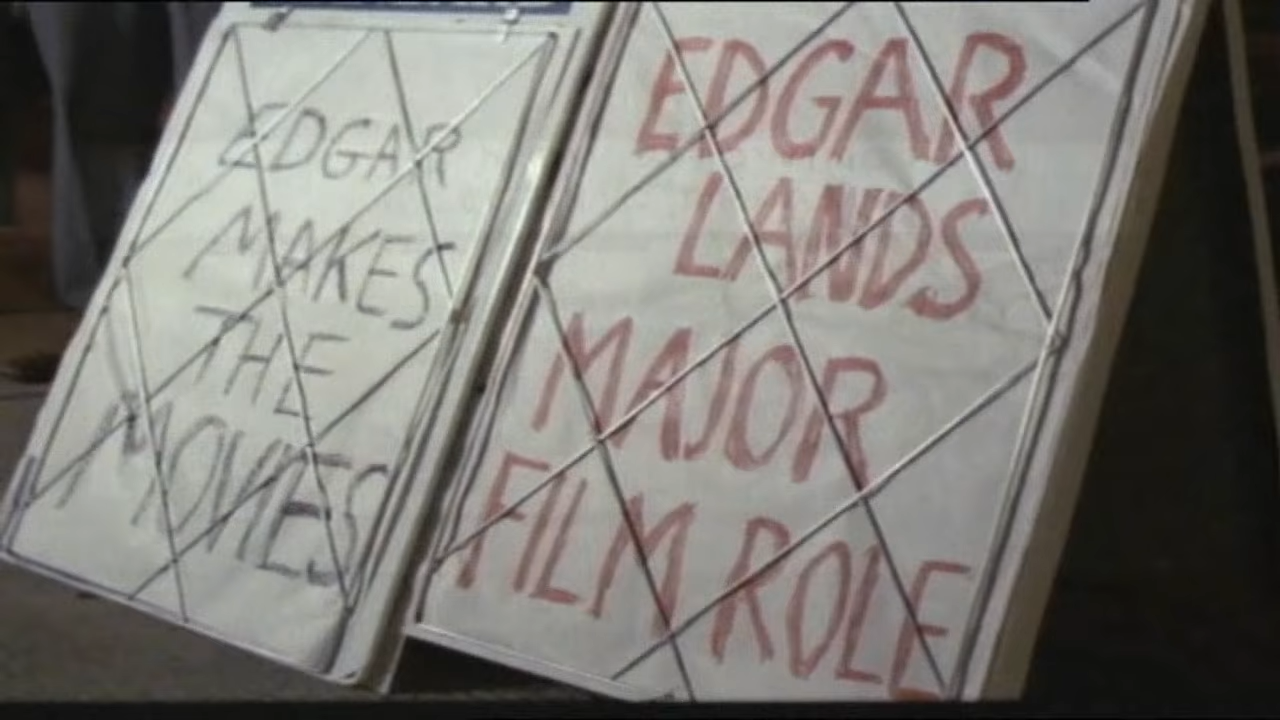 EDGAR
MAKES
THE
MOVIES
EDGAR
LANDS
MAJOR
FILM ROLE